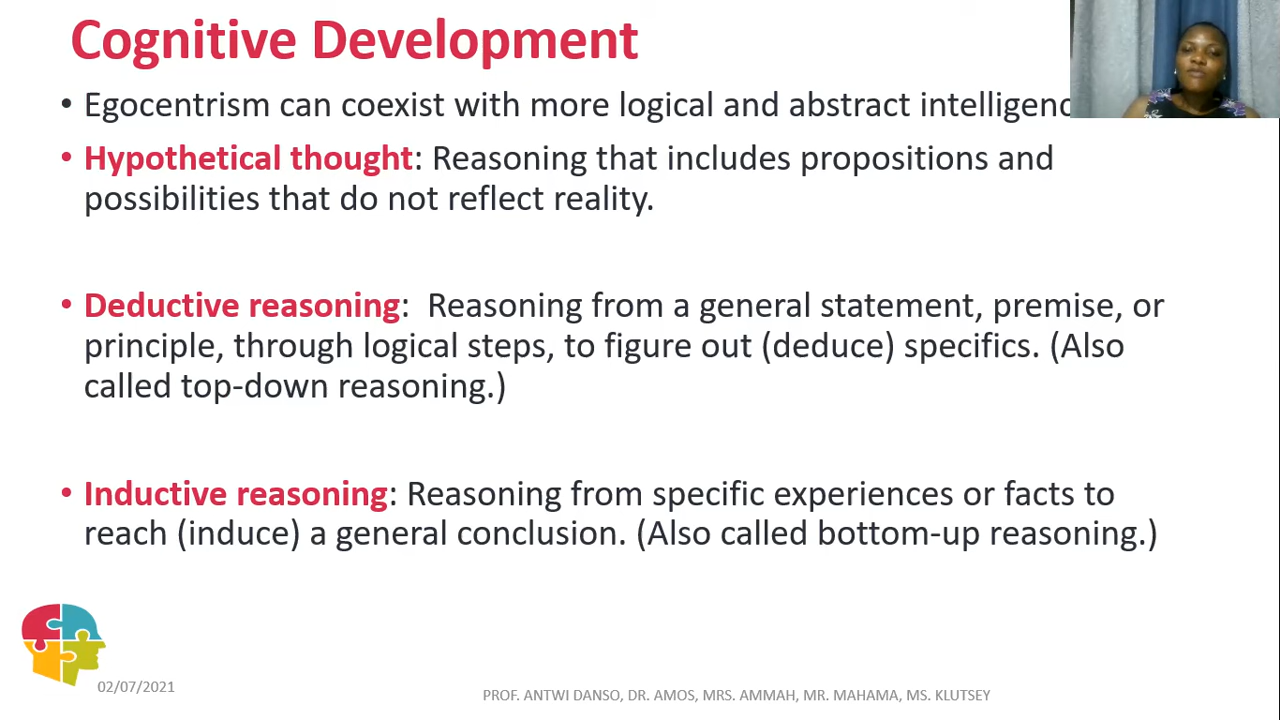 Cognitive Development
• Egocentrism can coexist with more logical and abstract
• Hypothetical thought: Reasoning that includes propositions and
possibilities that do not reflect reality.
• Deductive reasoning:  Reasoning from a general statement, premise, or
principle, through logical steps, to figure out (deduce) specifics. (Also
called top-down reasoning.)
• Inductive reasoning: Reasoning from specific experiences or facts to
reach (induce) a general conclusion. (Also called bottom-up reasoning.)
02/07/2021
PROF. ANTWI DANSO, DR. AMOS, MRS. AMMAH, MR. MAHAMA, MS. KLUTSEY